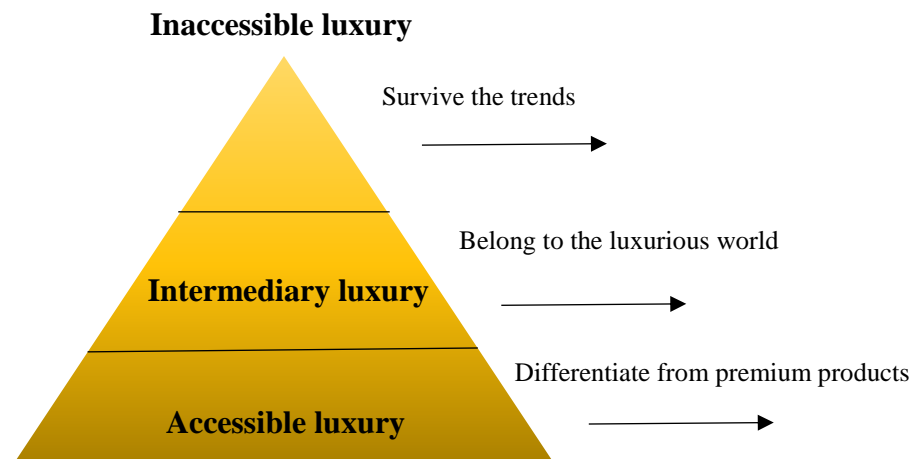 Inaccessible luxury
Survive the trends
Belong to the luxurious world
Intermediary luxury
Differentiate from premium products
Accessible luxury